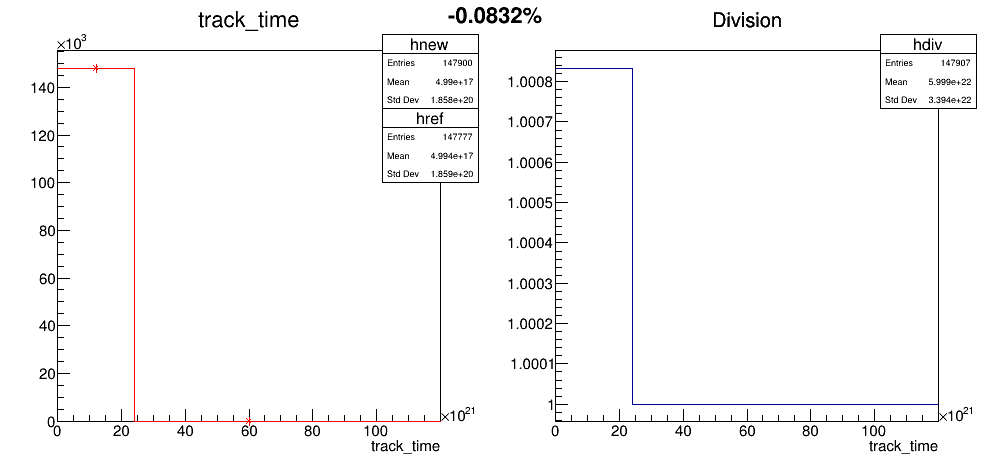 track_time
-0.0832%
Division
×10³
hnew
Entries 147900
Mean 4.99e+17
Std Dev 1.858e+20
href
Entries 147777
Mean 4.994e+17
Std Dev 1.859e+20
140
120
100
80
60
40
20
0
0 20 40 60 80 100
×10²¹
track_time
hdiv
Entries 147907
Mean 5.999e+22
Std Dev 3.394e+22
1.0008
1.0007
1.0006
1.0005
1.0004
1.0003
1.0002
1.0001
1
0 20 40 60 80 100
×10²¹
track_time